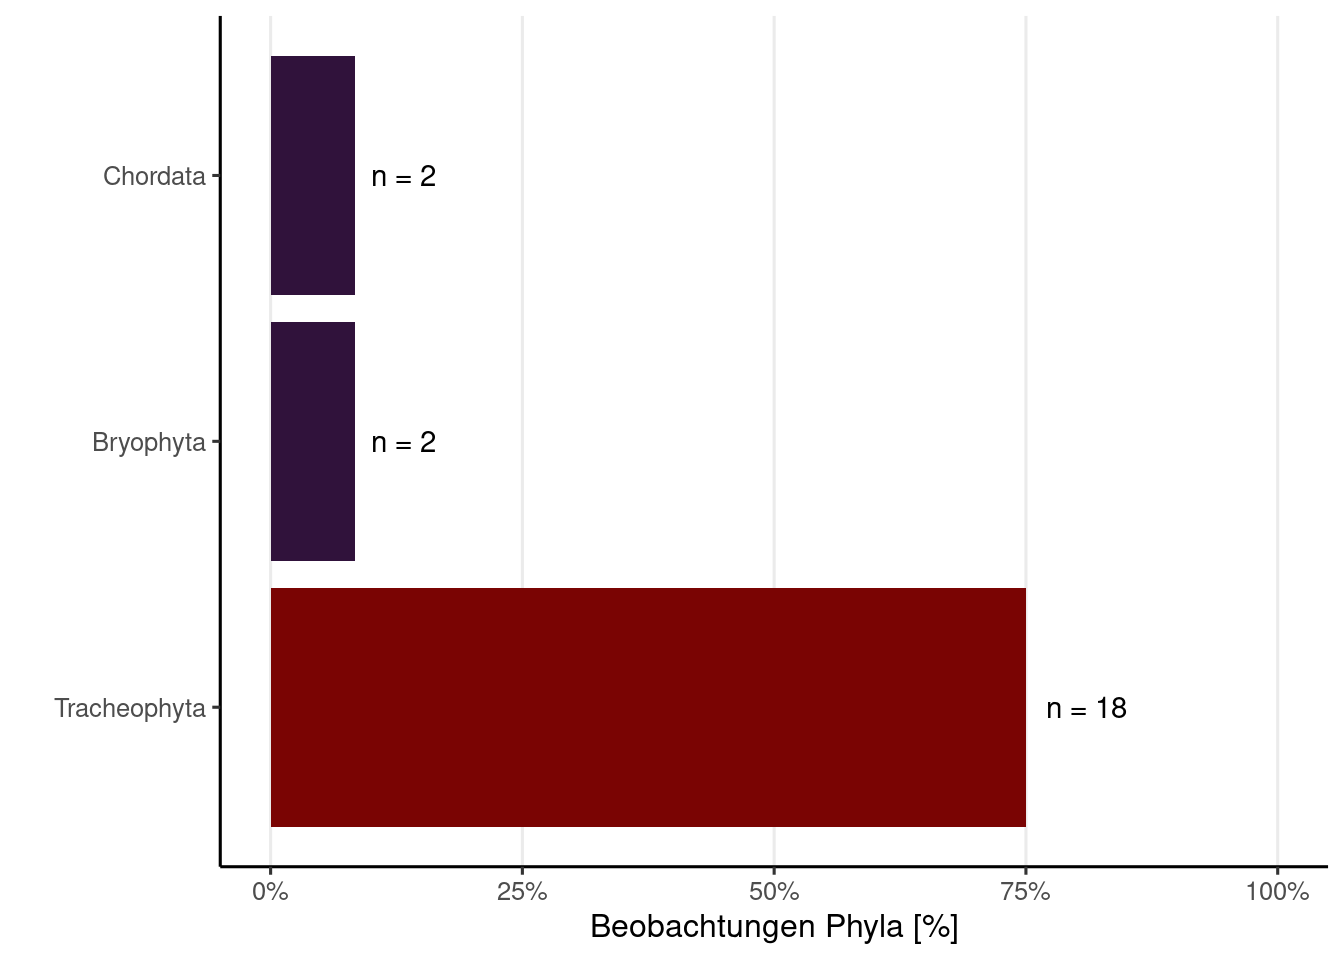 Chordata
n = 2
Bryophyta
n = 2
Tracheophyta
n = 18
0% 25% 50% 75% 100%
Beobachtungen Phyla [%]